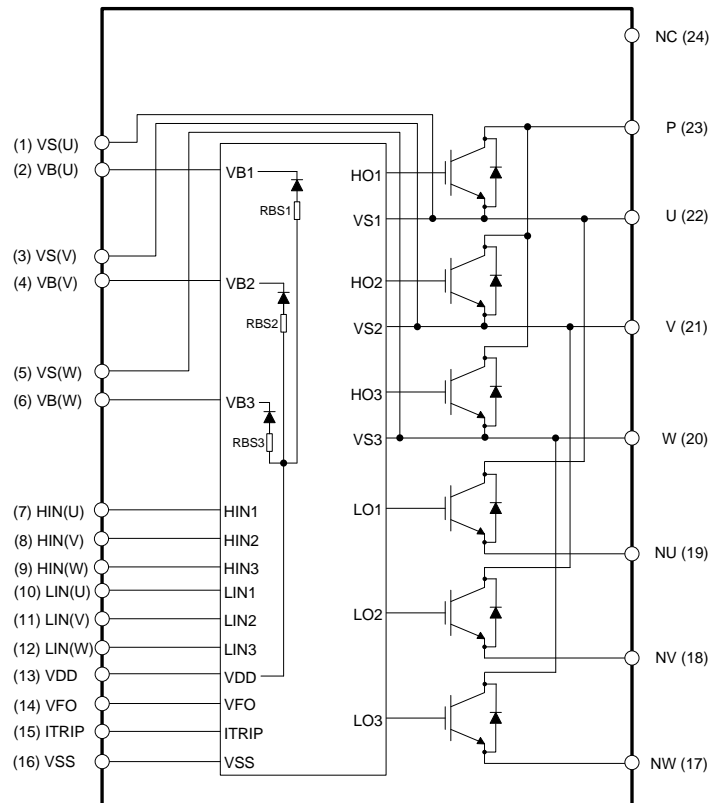 NC (24)
P (23)
(1) VS(U)
(2) VB(U)
VB1
HO1
RBS1
VS1
U (22)
(3) VS(V)
(4) VB(V)
VB2
HO2
RBS2
VS2
V (21)
(5) VS(W)
(6) VB(W)
VB3
HO3
RBS3
VS3
W (20)
(7) HIN(U)
HIN1
LO1
(8) HIN(V)
HIN2
(9) HIN(W)
HIN3
NU (19)
(10) LIN(U)
LIN1
(11) LIN(V)
LIN2
LO2
(12) LIN(W)
LIN3
NV (18)
(13) VDD
VDD
(14) VFO
VFO
LO3
(15) ITRIP
ITRIP
(16) VSS
VSS
NW (17)